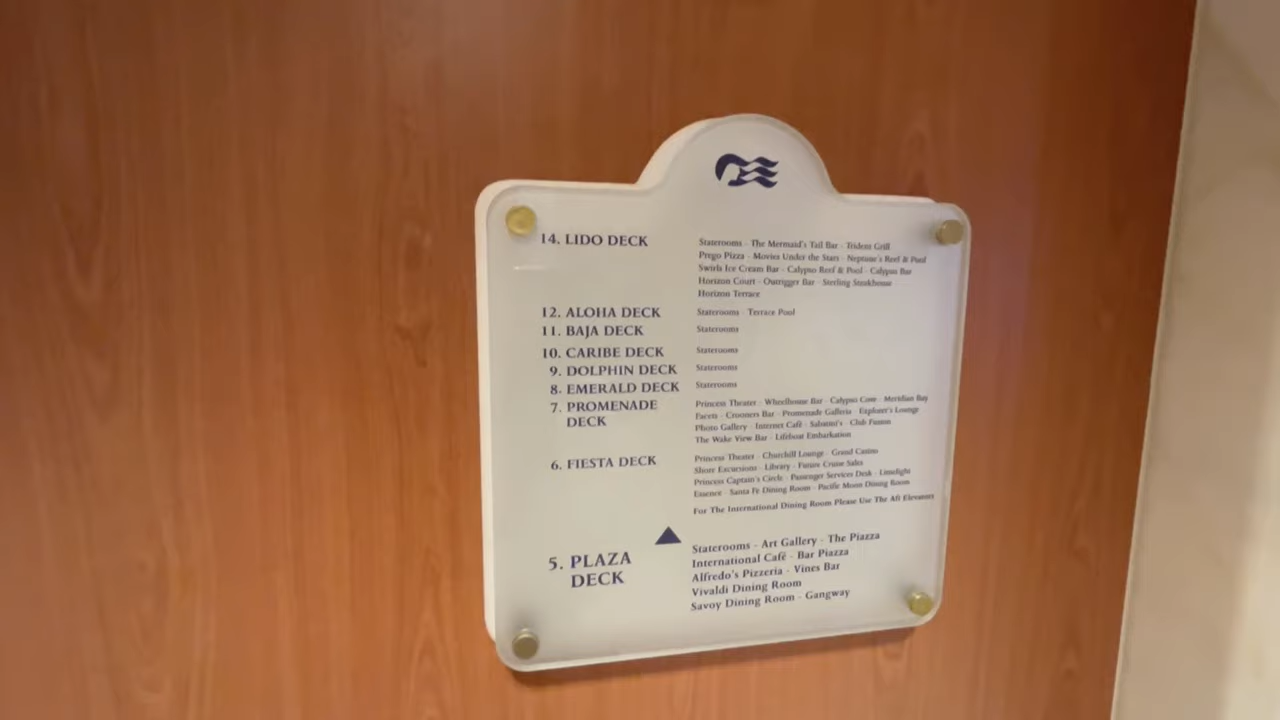 14. LIDO DECK
Staterooms - The Mermaid's Tail Bar - Trident Grill
Prego Pizza - Movies Under the Stars - Neptune's Reef & Pool
Swirls Ice Cream Bar - Calypso Reef & Pool - Calypso Bar
Horizon Court - Outrigger Bar - Sterling Steakhouse
Horizon Terrace
12. ALOHA DECK Staterooms - Terrace Pool
11. BAJA DECK Staterooms
10. CARIBE DECK Staterooms
9. DOLPHIN DECK Staterooms
8. EMERALD DECK Staterooms
7. PROMENADE
DECK
Princess Theater - Wheelhouse Bar - Calypso Cove - Meridian Bay
Facets - Crooners Bar - Promenade Galleria - Explorer's Lounge
Photo Gallery - Internet Café - Sabatini's - Club Fusion
The Wake View Bar - Lifeboat Embarkation
6. FIESTA DECK
Princess Theater - Churchill Lounge - Grand Casino
Shore Excursions - Library - Future Cruise Sales
Princess Captain's Circle - Passenger Services Desk - Limelight
Essence - Santa Fe Dining Room - Pacific Moon Dining Room
For The International Dining Room Please Use The Aft Elevators
5. PLAZA
DECK
Staterooms - Art Gallery - The Piazza
International Café - Bar Piazza
Alfredo's Pizzeria - Vines Bar
Vivaldi Dining Room
Savoy Dining Room - Gangway